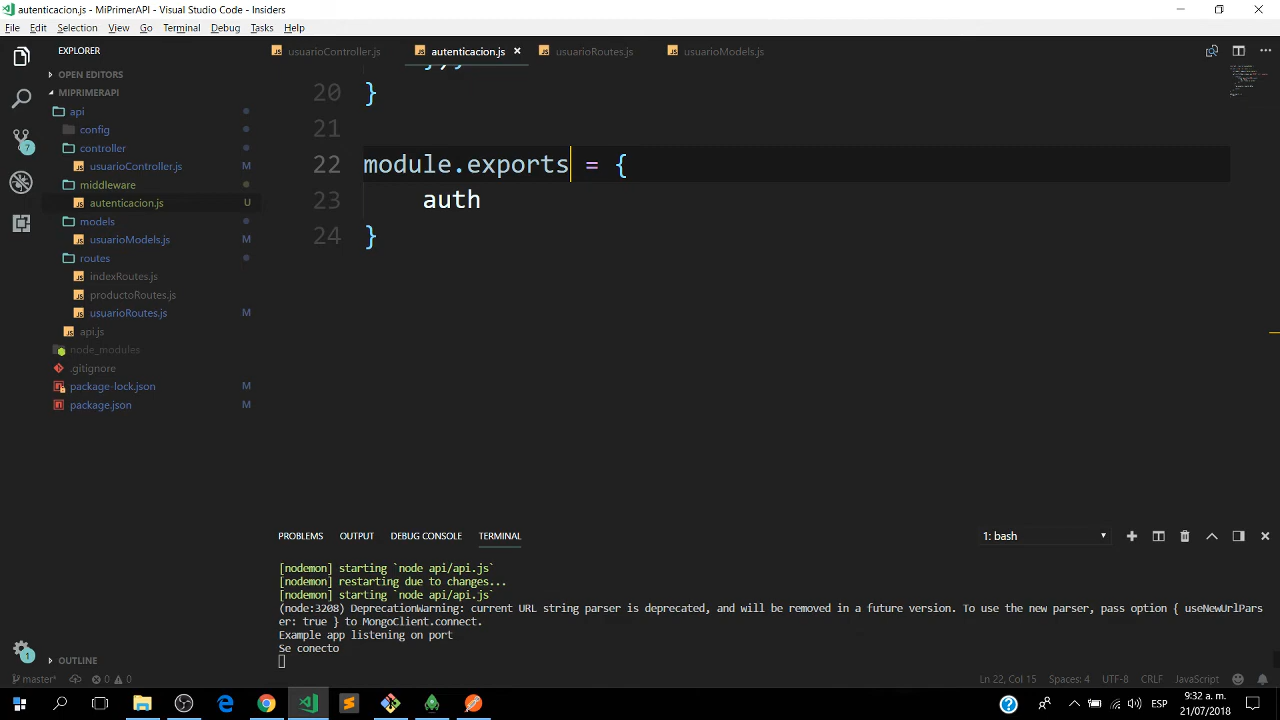 autenticacion.js - MiPrimerAPI - Visual Studio Code - Insiders
File Edit Selection View Go Terminal Debug Tasks Help
EXPLORER
OPEN EDITORS
MIPRIMERAPI
api
config
controller
usuarioController.js M
middleware
autenticacion.js U
models
usuarioModels.js M
routes
indexRoutes.js
productoRoutes.js
usuarioRoutes.js M
api.js
node_modules
.gitignore
package-lock.json M
package.json M
OUTLINE
usuarioController.js autenticacion.js usuarioRoutes.js usuarioModels.js
20 }
21
22 module.exports = {
23 auth
24 }
PROBLEMS OUTPUT DEBUG CONSOLE TERMINAL 1: bash
[nodemon] starting `node api/api.js`
[nodemon] restarting due to changes...
[nodemon] starting `node api/api.js`
(node:3208) DeprecationWarning: current URL string parser is deprecated, and will be removed in a future version. To use the new parser, pass option { useNewUrlPars
er: true } to MongoClient.connect.
Example app listening on port
Se conecto
7
1
master* 0 0 Ln 22, Col 15 Spaces: 4 UTF-8 CRLF JavaScript
ESP
9:32 a. m.
21/07/2018